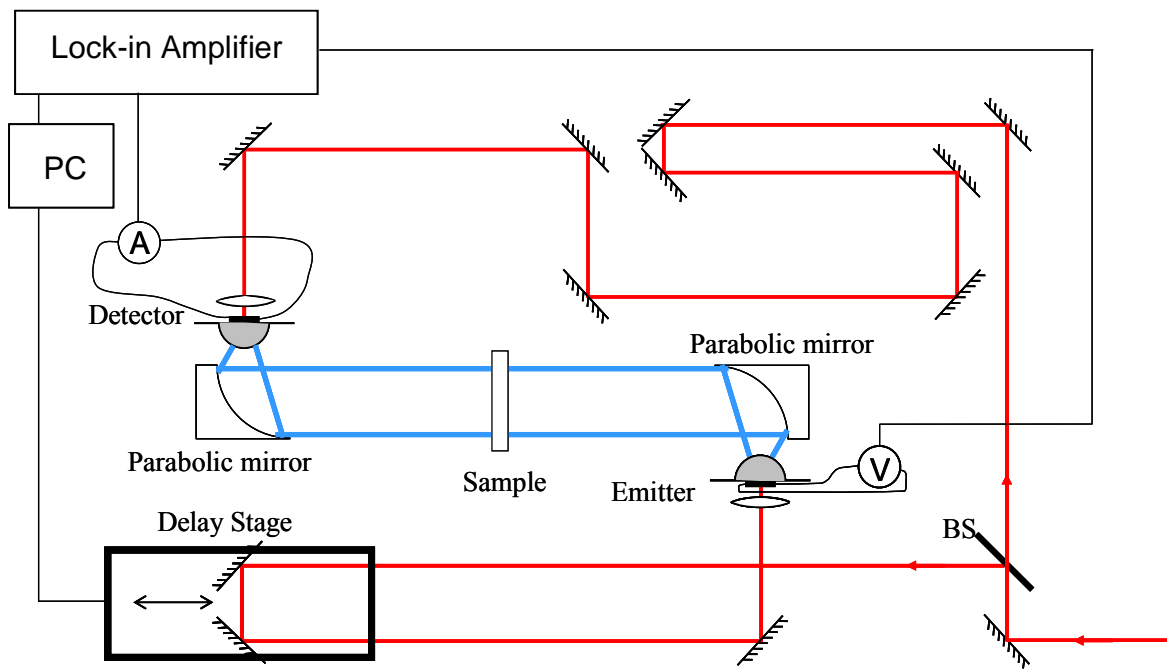 Lock-in Amplifier
PC
A
Detector
Parabolic mirror
Parabolic mirror
Sample
Emitter
V
Delay Stage
BS